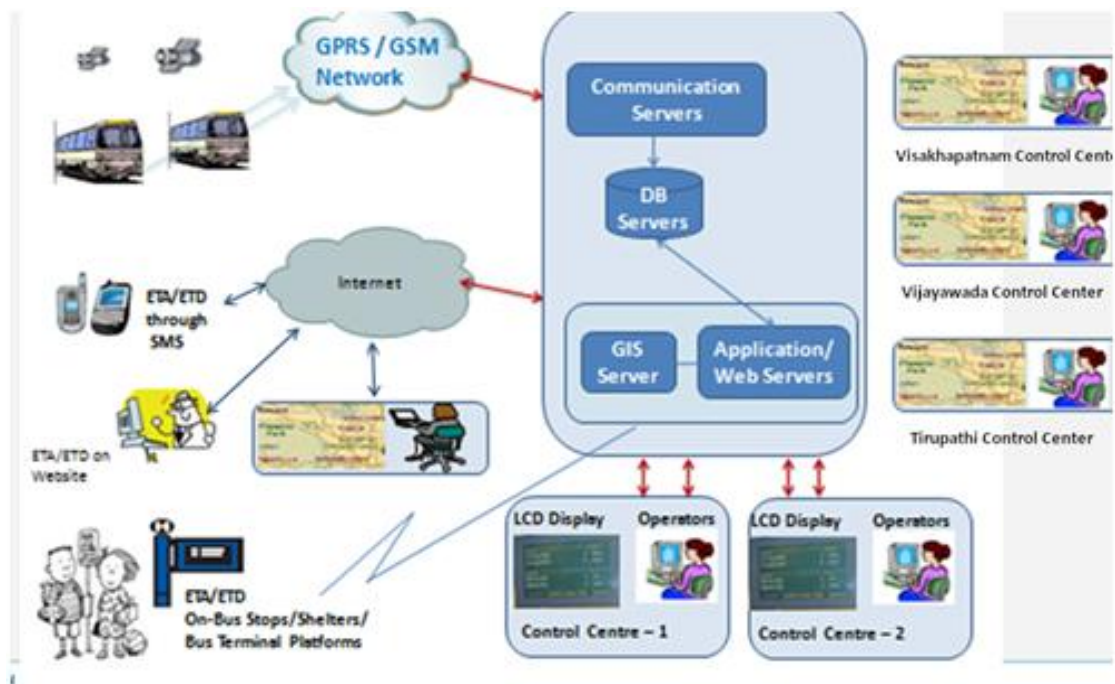 GPRS / GSM
Network
Communication
Servers
DB
Servers
Visakhapatnam Control Cent
Vijayawada Control Center
Tirupathi Control Center
ETA/ETD
through
SMS
Internet
GIS
Server
Application/
Web Servers
ETA/ETD on
Website
LCD Display
Operators
LCD Display
Operators
ETA/ETD
On-Bus Stops/Shelters/
Bus Terminal Platforms
Control Centre – 1
Control Centre – 2